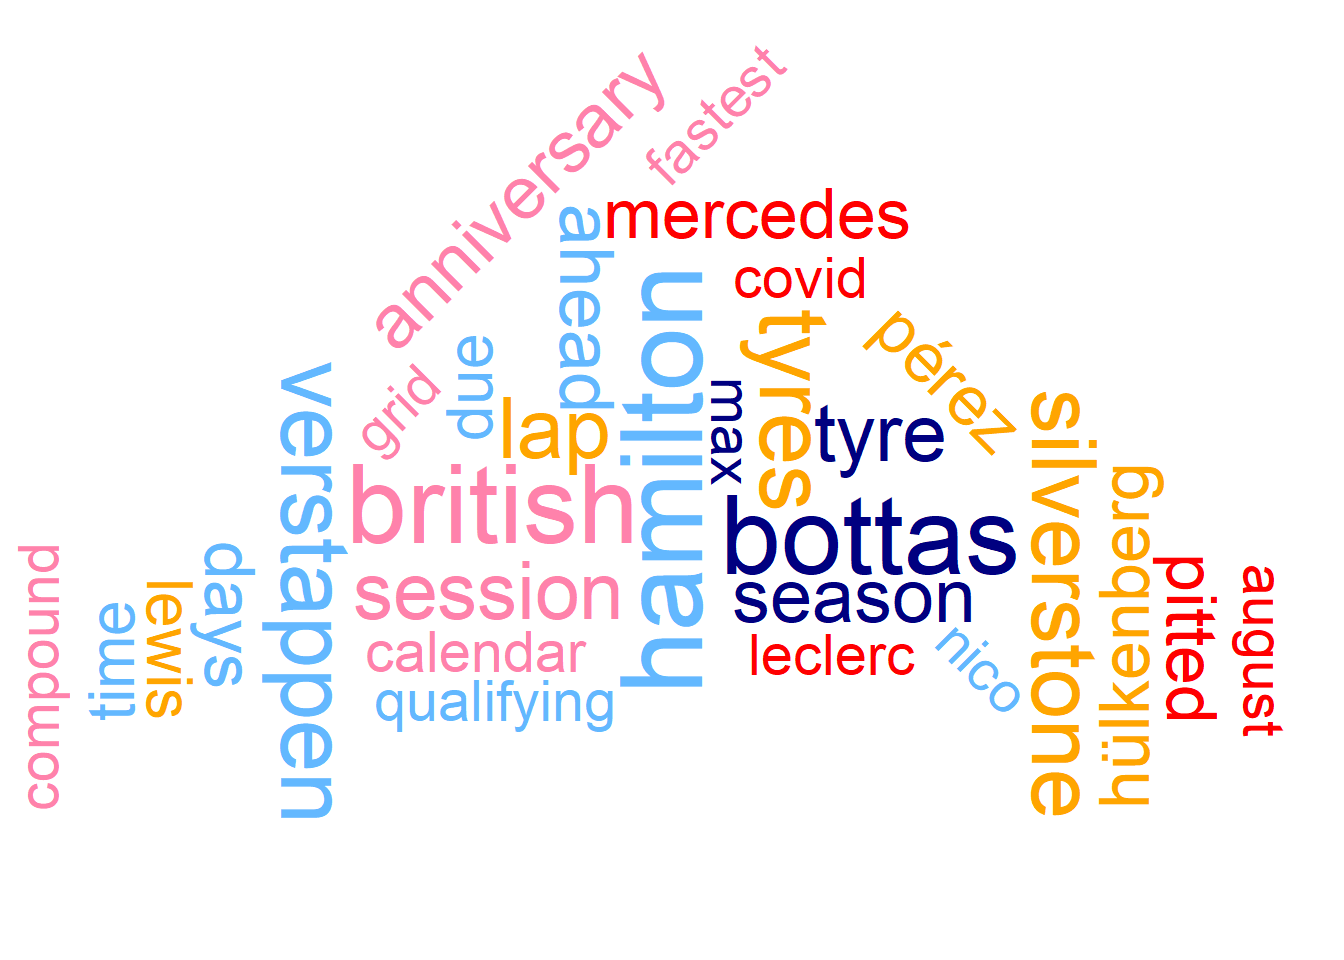 anniversary
fastest
mercedes
ahead
covid
hamilton
tyres
pérez
due
grid
verstappen
lap
max
tyre
silverstone
british
bottas
hülkenberg
session
season
calendar
leclerc
nico
qualifying
pitted
august
days
lewis
time
compound